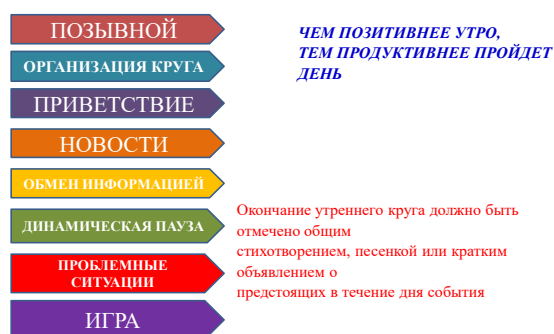 ПОЗЫВНОЙ
ОРГАНИЗАЦИЯ КРУГА
ПРИВЕТСТВИЕ
НОВОСТИ
ОБМЕН ИНФОРМАЦИЕЙ
ДИНАМИЧЕСКАЯ ПАУЗА
ПРОБЛЕМНЫЕ
СИТУАЦИИ
ИГРА
ЧЕМ ПОЗИТИВНЕЕ УТРО,
ТЕМ ПРОДУКТИВНЕЕ ПРОЙДЕТ
ДЕНЬ
Окончание утреннего круга должно быть
отмечено общим
стихотворением, песенкой или кратким
объявлением о
предстоящих в течение дня события